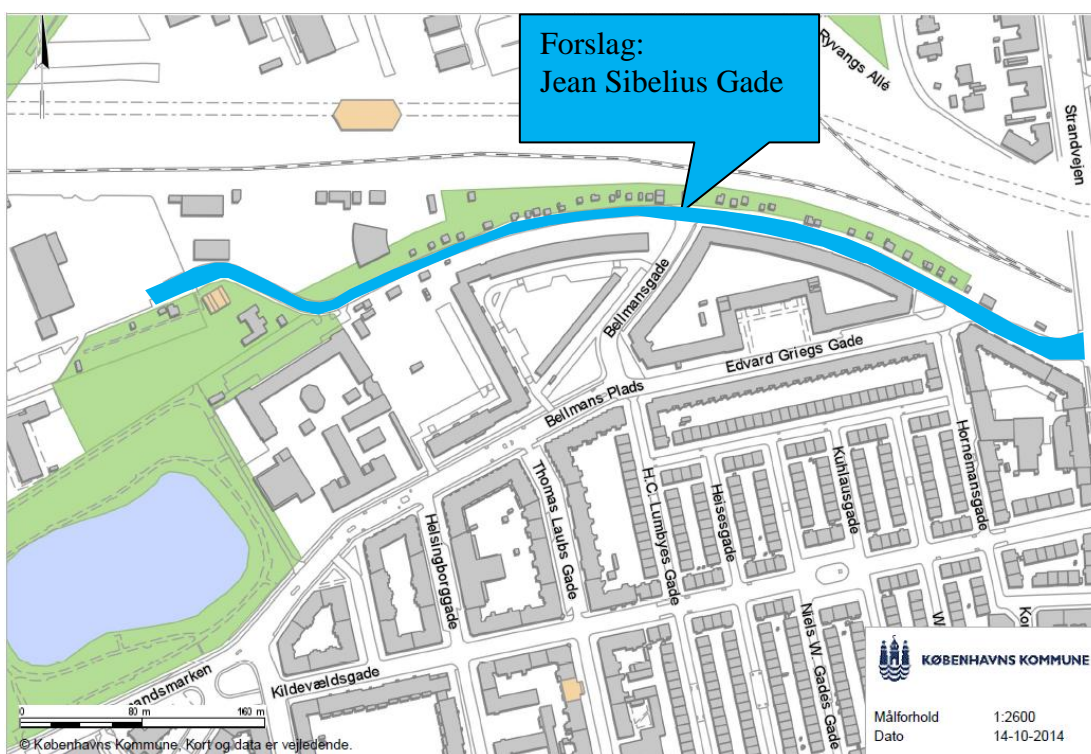 Forslag:
Jean Sibelius Gade
Ryvangs Allé
Strandvejen
Bellmansgade
Edvard Griegs Gade
Bellmans Plads
Thomas Laubs Gade
H.C. Lumbyes Gade
Heisesgade
Kuhlausgade
Hornemansgade
Helsingborggade
Niels W. Gades Gade
W
Kildevældsgade
andsmarken
0 80 m 160 m
© Københavns Kommune, Kort og data er vejledende.
KØBENHAVNS KOMMUNE
Målforhold 1:2600
Dato 14-10-2014